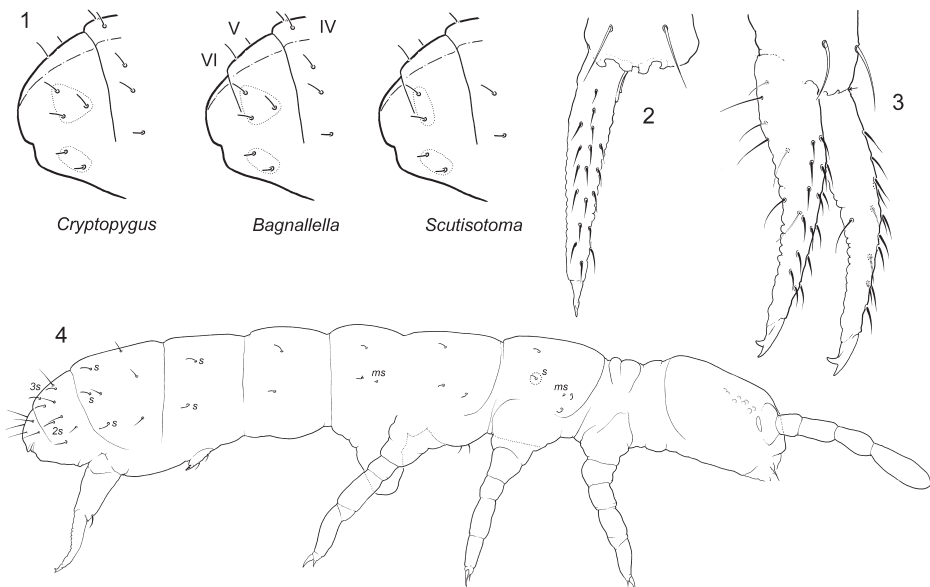 1
V
IV
VI
2
3
Cryptopygus
Bagnallella
Scutisotoma
4
s
s
3s
ms
s
ms
s
s
2s
s